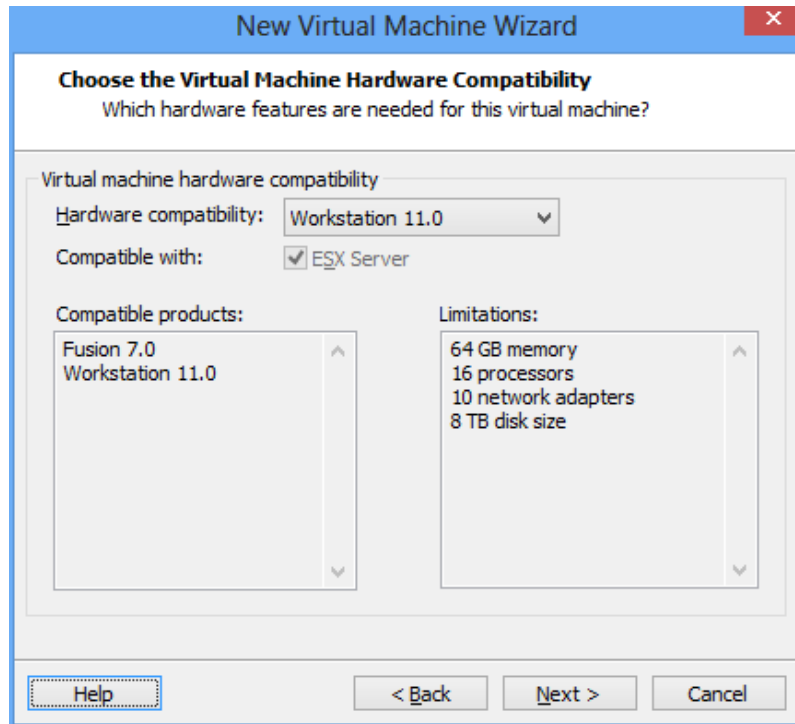 New Virtual Machine Wizard
Choose the Virtual Machine Hardware Compatibility
Which hardware features are needed for this virtual machine?
Virtual machine hardware compatibility
Hardware compatibility: Workstation 11.0
Compatible with: ESX Server
Compatible products:
Fusion 7.0
Workstation 11.0
Limitations:
64 GB memory
16 processors
10 network adapters
8 TB disk size
Help < Back Next > Cancel